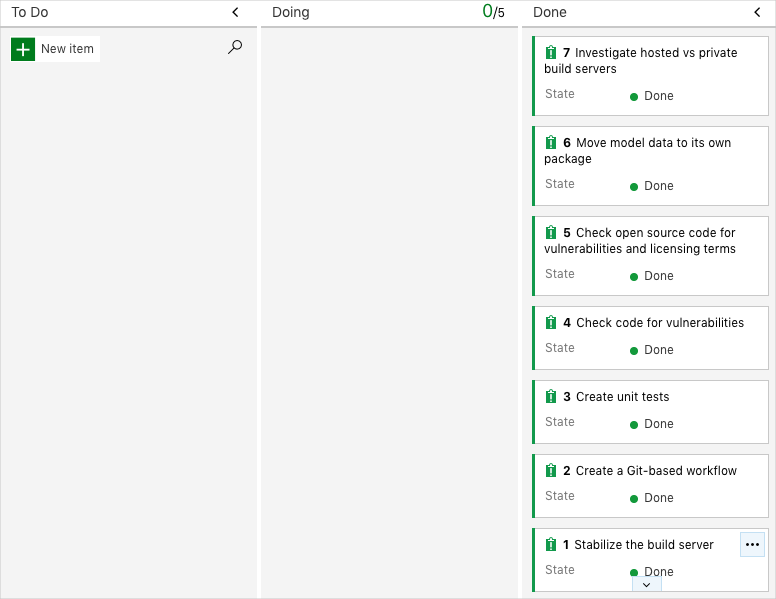 To Do
New item
Doing
0/5
Done
7 Investigate hosted vs private
build servers
State Done
6 Move model data to its own
package
State Done
5 Check open source code for
vulnerabilities and licensing terms
State Done
4 Check code for vulnerabilities
State Done
3 Create unit tests
State Done
2 Create a Git-based workflow
State Done
1 Stabilize the build server
State Done